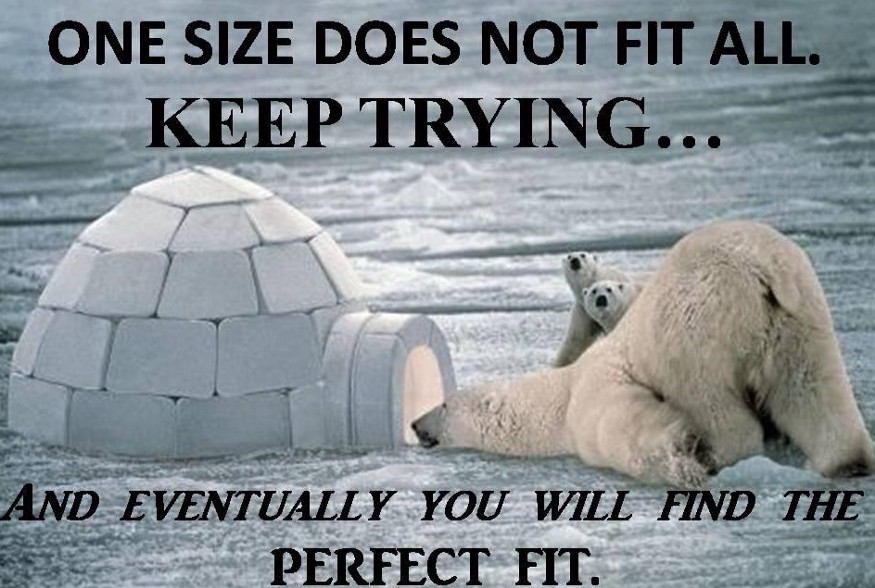 ONE SIZE DOES NOT FIT ALL.
KEEP TRYING...
AND EVENTUALLY YOU WILL FIND THE
PERFECT FIT.